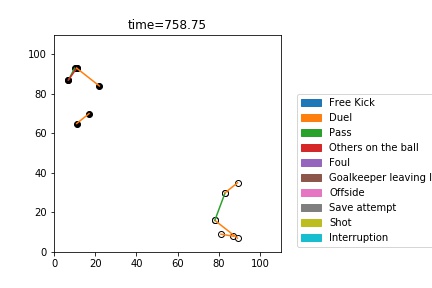 time=758.75
100
80
60
40
20
0
0 20 40 60 80 100
Free Kick
Duel
Pass
Others on the ball
Foul
Goalkeeper leaving l
Offside
Save attempt
Shot
Interruption